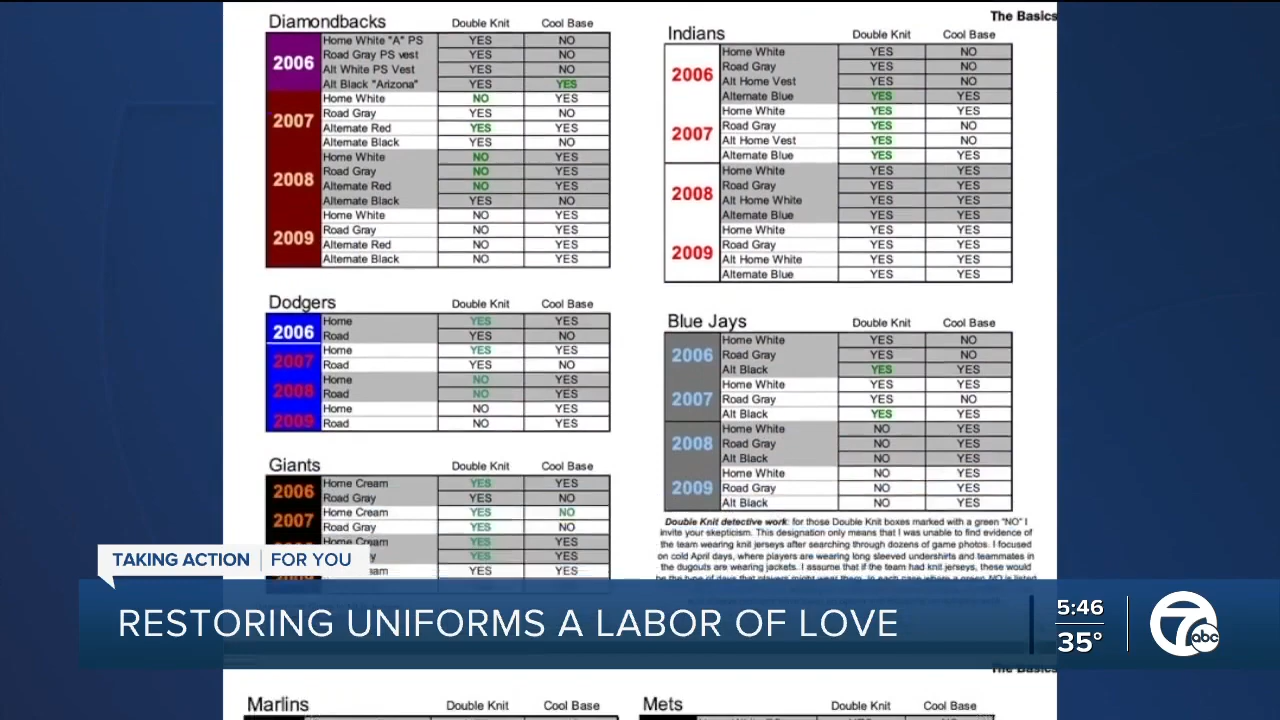 The Basics
Diamondbacks Double Knit Cool Base
2006
Home White "A" PS YES NO
Road Gray PS vest YES NO
Alt White PS Vest YES NO
Alt Black "Arizona" YES YES
2007
Home White NO YES
Road Gray YES NO
Alternate Red YES YES
Alternate Black YES NO
2008
Home White NO YES
Road Gray NO YES
Alternate Red NO YES
Alternate Black YES NO
2009
Home White NO YES
Road Gray NO YES
Alternate Red NO YES
Alternate Black NO YES
Dodgers Double Knit Cool Base
2006
Home YES YES
Road YES NO
2007
Home YES YES
Road YES NO
2008
Home NO YES
Road NO YES
2009
Home NO YES
Road NO YES
Giants Double Knit Cool Base
2006
Home Cream YES YES
Road Gray YES NO
2007
Home Cream YES NO
Road Gray YES NO
Home Cream YES YES
YES YES
YES YES
Indians Double Knit Cool Base
2006
Home White YES NO
Road Gray YES NO
Alt Home Vest YES NO
Alternate Blue YES YES
2007
Home White YES YES
Road Gray YES NO
Alt Home Vest YES NO
Alternate Blue YES YES
2008
Home White YES YES
Road Gray YES YES
Alt Home White YES YES
Alternate Blue YES YES
2009
Home White YES YES
Road Gray YES YES
Alt Home White YES YES
Alternate Blue YES YES
Blue Jays Double Knit Cool Base
2006
Home White YES NO
Road Gray YES NO
Alt Black YES YES
2007
Home White YES YES
Road Gray YES NO
Alt Black YES YES
2008
Home White NO YES
Road Gray NO YES
Alt Black NO YES
2009
Home White NO YES
Road Gray NO YES
Alt Black NO YES
Double Knit detective work: for those Double Knit boxes marked with a green "NO" I
invite your skepticism. This designation only means that I was unable to find evidence of
the team wearing knit jerseys after searching through dozens of game photos. I focused
on cold April days, where players are wearing long sleeved undershirts and teammates in
the dugouts are wearing jackets. I assume that if the team had knit jerseys, these would
TAKING ACTION FOR YOU
RESTORING UNIFORMS A LABOR OF LOVE
5:46
35°
7 abc
The Basics
Marlins Double Knit Cool Base
Mets Double Knit Cool Base